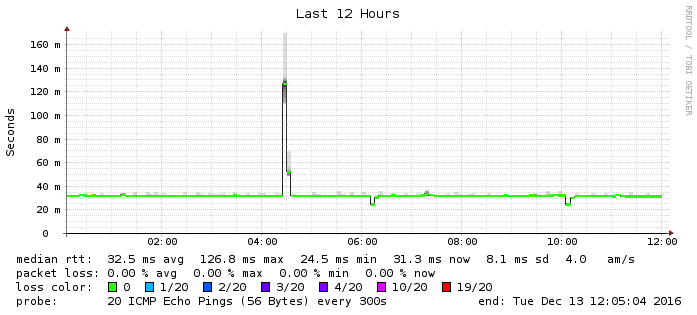 Last 12 Hours
RRDTOOL / TOBI OETIKER
Seconds
160 m
140 m
120 m
100 m
80 m
60 m
40 m
20 m
0
02:00 04:00 06:00 08:00 10:00 12:00
median rtt: 32.5 ms avg 126.8 ms max 24.5 ms min 31.3 ms now 8.1 ms sd 4.0 am/s
packet loss: 0.00 % avg 0.00 % max 0.00 % min 0.00 % now
loss color: 0 1/20 2/20 3/20 4/20 10/20 19/20
probe: 20 ICMP Echo Pings (56 Bytes) every 300s end: Tue Dec 13 12:05:04 2016